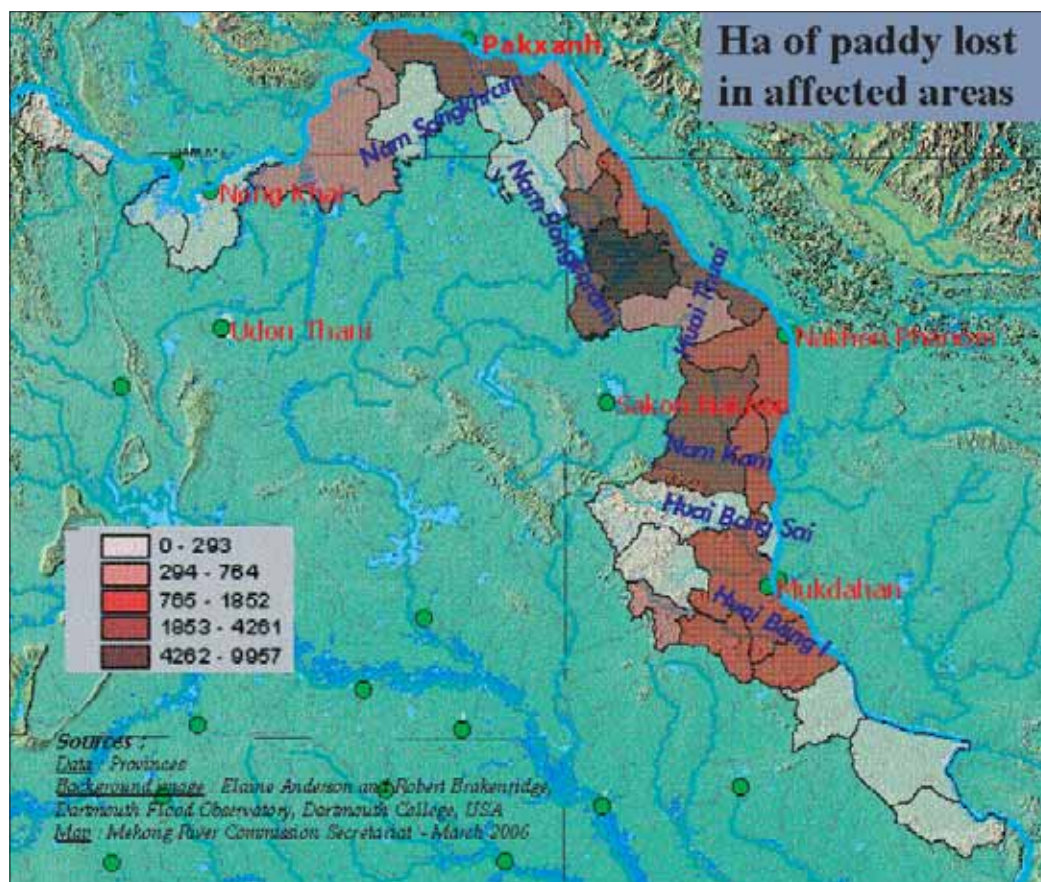 Ha of paddy lost
in affected areas
Pakxanh
Nam Songkhram
Nong Khai
Nam Songkhram
Huai Thuai
Udon Thani
Nakhon Phanom
Sakon Nakhon
Nam Kam
Huai Bang Sai
Mukdahan
Huai Bang I
0 - 293
294 - 764
765 - 1852
1853 - 4261
4262 - 9957
Sources :
Data : Provinces
Background image : Elaine Anderson and Robert Brakenridge,
Dartmouth Flood Observatory, Dartmouth College, USA
Map : Mekong River Commission Secretariat - March 2006